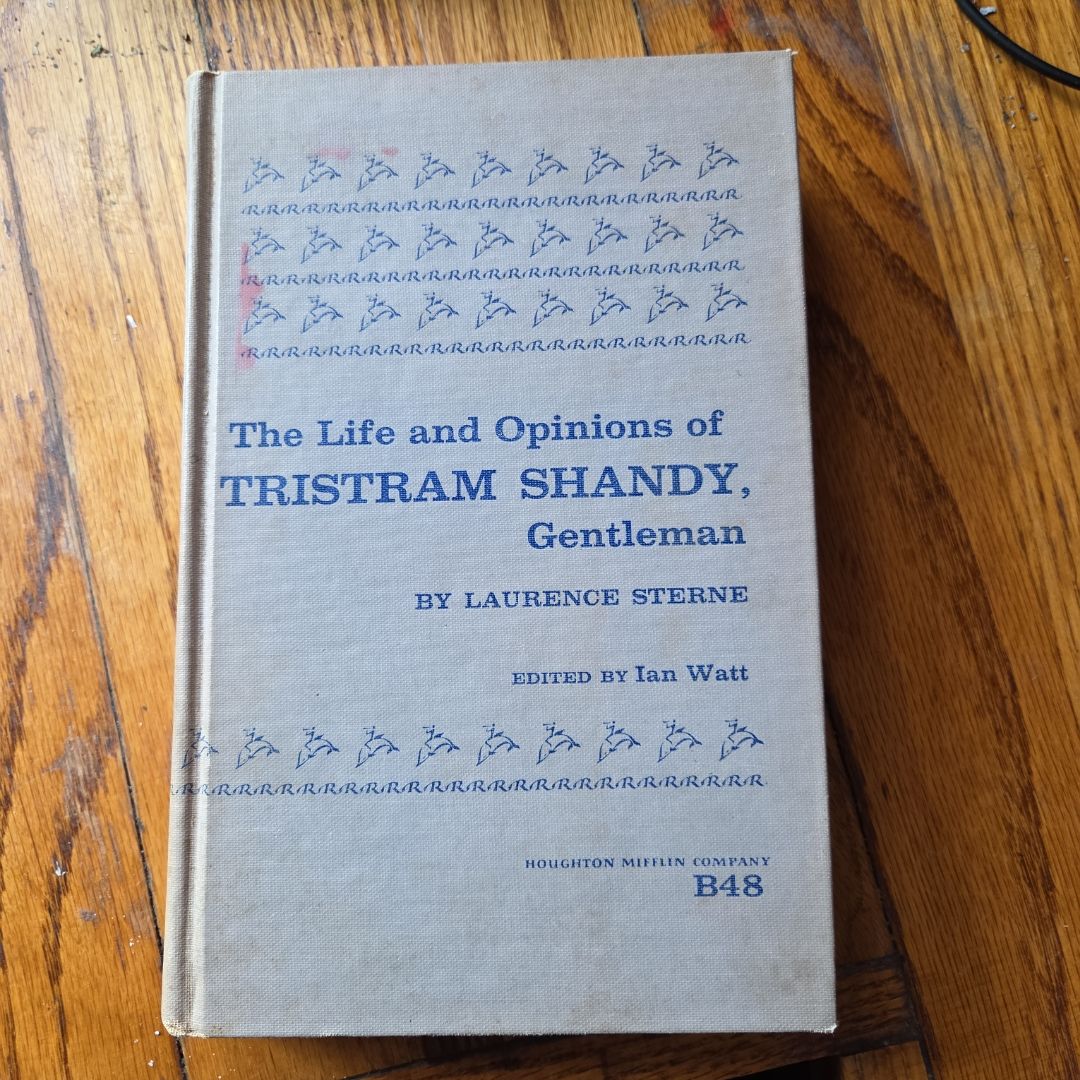 The Life and Opinions of
TRISTRAM SHANDY,
Gentleman
BY LAURENCE STERNE
EDITED BY Ian Watt
HOUGHTON MIFFLIN COMPANY
B48